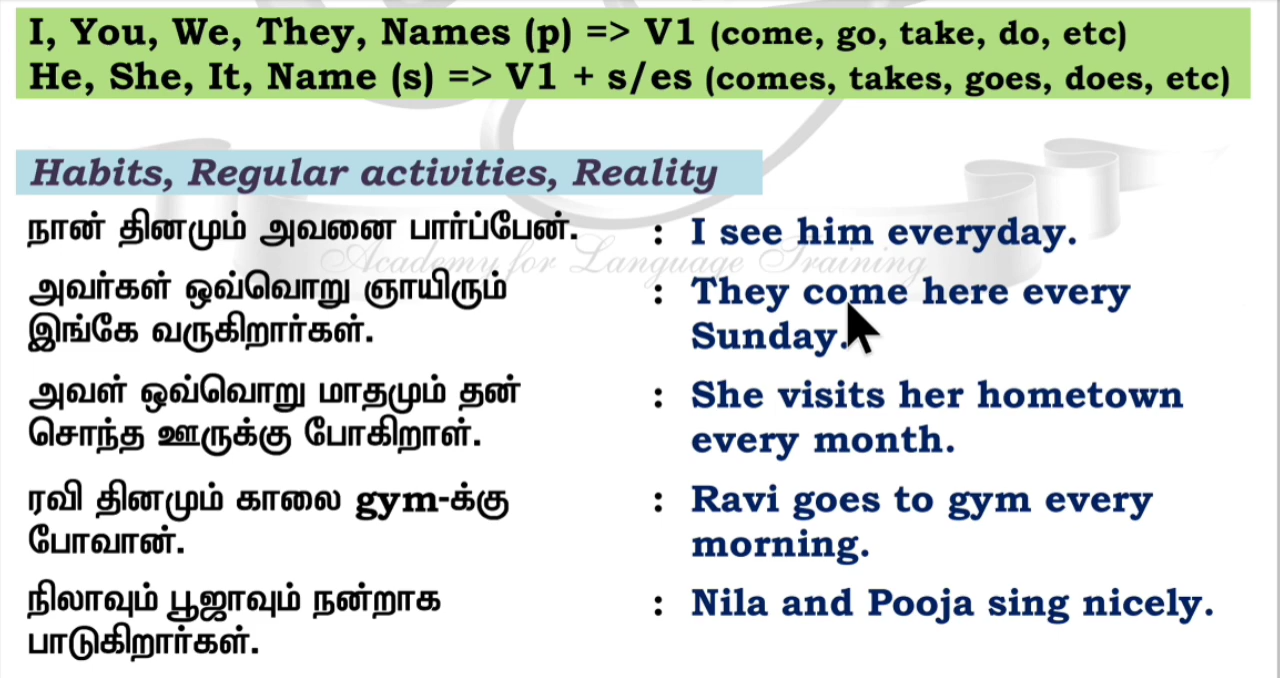 I, You, We, They, Names (p) => V1 (come, go, take, do, etc)
He, She, It, Name (s) => V1 + s/es (comes, takes, goes, does, etc)
Habits, Regular activities, Reality
நான் தினமும் அவனை பார்ப்பேன். : I see him everyday.
Academy for Language Training
அவர்கள் ஒவ்வொறு ஞாயிரும் : They come here every
இங்கே வருகிறார்கள். Sunday.
அவள் ஒவ்வொறு மாதமும் தன் : She visits her hometown
சொந்த ஊருக்கு போகிறாள். every month.
ரவி தினமும் காலை gym-க்கு : Ravi goes to gym every
போவான். morning.
நிலாவும் பூஜாவும் நன்றாக : Nila and Pooja sing nicely.
பாடுகிறார்கள்.